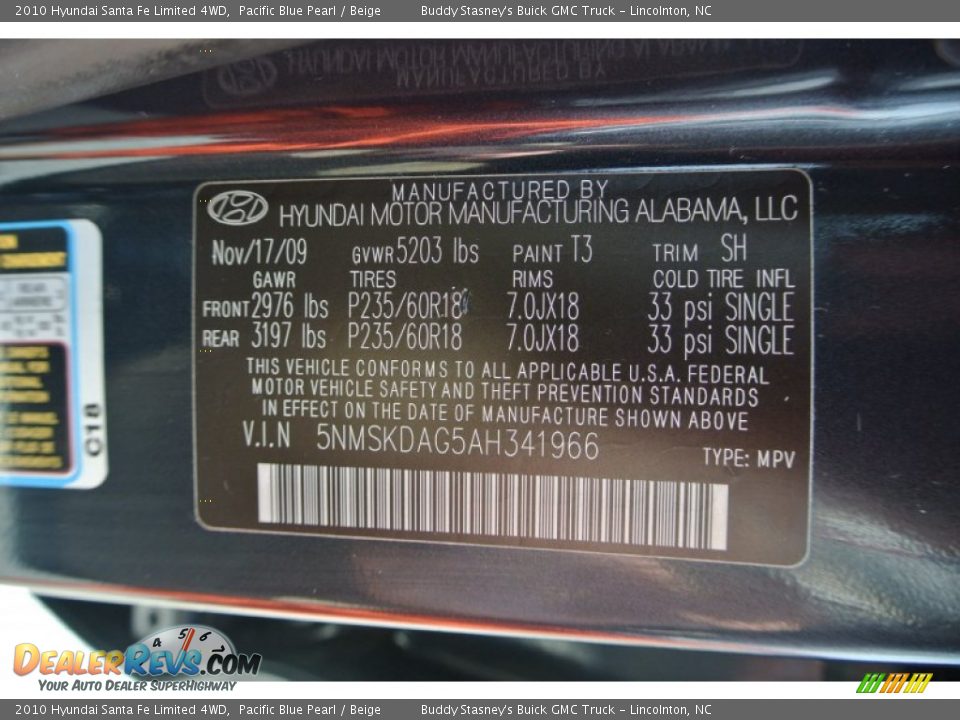 2010 Hyundai Santa Fe Limited 4WD, Pacific Blue Pearl / Beige Buddy Stasney's Buick GMC Truck - Lincolnton, NC
MANUFACTURED BY
HYUNDAI MOTOR MANUFACTURING ALABAMA, LLC
Nov/17/09 GVWR 5203 lbs PAINT T3 TRIM SH
GAWR TIRES RIMS COLD TIRE INFL
FRONT 2976 lbs P235/60R18 7.0JX18 33 psi SINGLE
REAR 3197 lbs P235/60R18 7.0JX18 33 psi SINGLE
THIS VEHICLE CONFORMS TO ALL APPLICABLE U.S.A. FEDERAL
MOTOR VEHICLE SAFETY AND THEFT PREVENTION STANDARDS
IN EFFECT ON THE DATE OF MANUFACTURE SHOWN ABOVE
V.I.N 5NMSKDAG5AH341966
TYPE: MPV
C18
4 5 6
DEALERREVS.COM
YOUR AUTO DEALER SUPERHIGHWAY
2010 Hyundai Santa Fe Limited 4WD, Pacific Blue Pearl / Beige Buddy Stasney's Buick GMC Truck - Lincolnton, NC